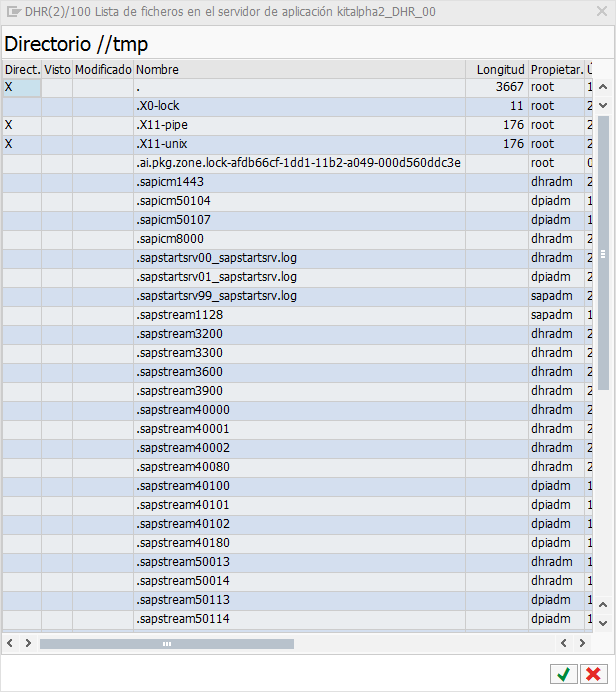 DHR(2)/100 Lista de ficheros en el servidor de aplicación kitalpha2_DHR_00
Directorio //tmp
Direct. Visto Modificado Nombre Longitud Propietar. Ú
X . 3667 root 1
.X0-lock 11 root 2
X .X11-pipe 176 root 2
X .X11-unix 176 root 2
.ai.pkg.zone.lock-afdb66cf-1dd1-11b2-a049-000d560ddc3e root 0
.sapicm1443 dhradm 2
.sapicm50104 dpiadm 1
.sapicm50107 dpiadm 1
.sapicm8000 dhradm 2
.sapstartsrv00_sapstartsrv.log dhradm 2
.sapstartsrv01_sapstartsrv.log dpiadm 2
.sapstartsrv99_sapstartsrv.log sapadm 2
.sapstream1128 sapadm 1
.sapstream3200 dhradm 2
.sapstream3300 dhradm 2
.sapstream3600 dhradm 2
.sapstream3900 dhradm 2
.sapstream40000 dhradm 2
.sapstream40001 dhradm 2
.sapstream40002 dhradm 2
.sapstream40080 dhradm 2
.sapstream40100 dpiadm 1
.sapstream40101 dpiadm 1
.sapstream40102 dpiadm 1
.sapstream40180 dpiadm 1
.sapstream50013 dhradm 2
.sapstream50014 dhradm 2
.sapstream50113 dpiadm 1
.sapstream50114 dpiadm 1